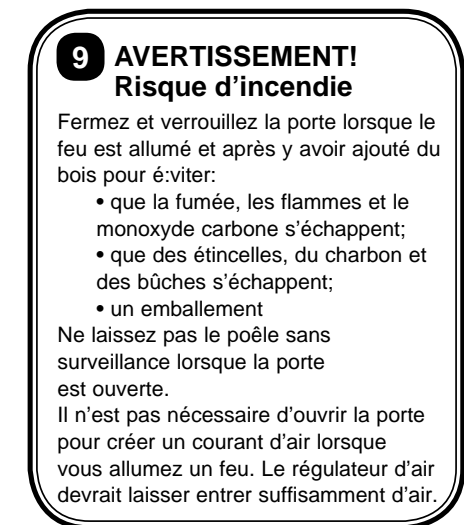 9 AVERTISSEMENT!
Risque d’incendie
Fermez et verrouillez la porte lorsque le
feu est allumé et après y avoir ajouté du
bois pour é:viter:
• que la fumée, les flammes et le
monoxyde carbone s’échappent;
• que des étincelles, du charbon et
des bûches s’échappent;
• un emballement
Ne laissez pas le poêle sans
surveillance lorsque la porte
est ouverte.
Il n’est pas nécessaire d’ouvrir la porte
pour créer un courant d’air lorsque
vous allumez un feu. Le régulateur d’air
devrait laisser entrer suffisamment d’air.